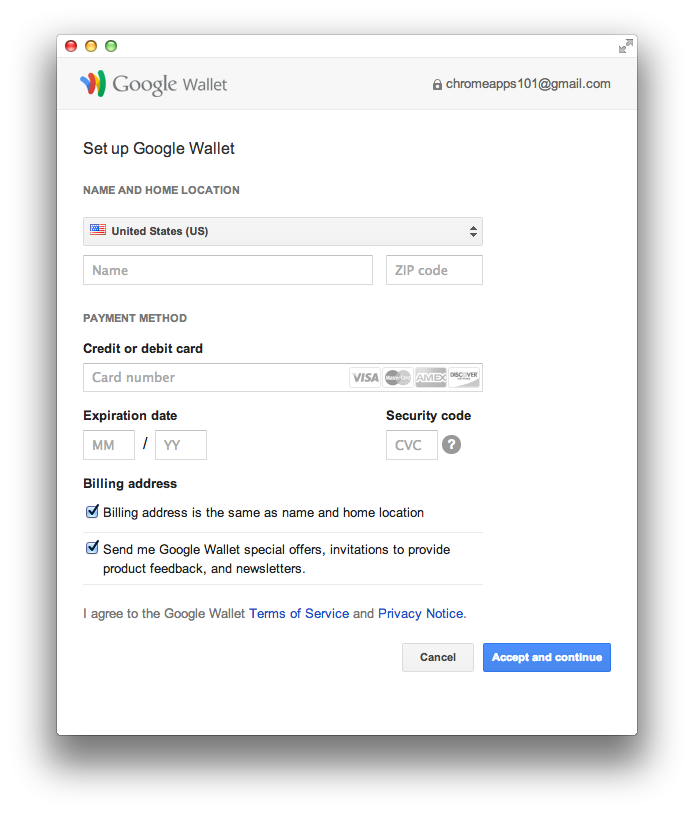 Google Wallet
chromeapps101@gmail.com
Set up Google Wallet
NAME AND HOME LOCATION
United States (US)
Name
ZIP code
PAYMENT METHOD
Credit or debit card
Card number
VISA
MasterCard
AMEX
DISCOVER
Expiration date
Security code
MM / YY
CVC
?
Billing address
Billing address is the same as name and home location
Send me Google Wallet special offers, invitations to provide
product feedback, and newsletters.
I agree to the Google Wallet Terms of Service and Privacy Notice.
Cancel
Accept and continue